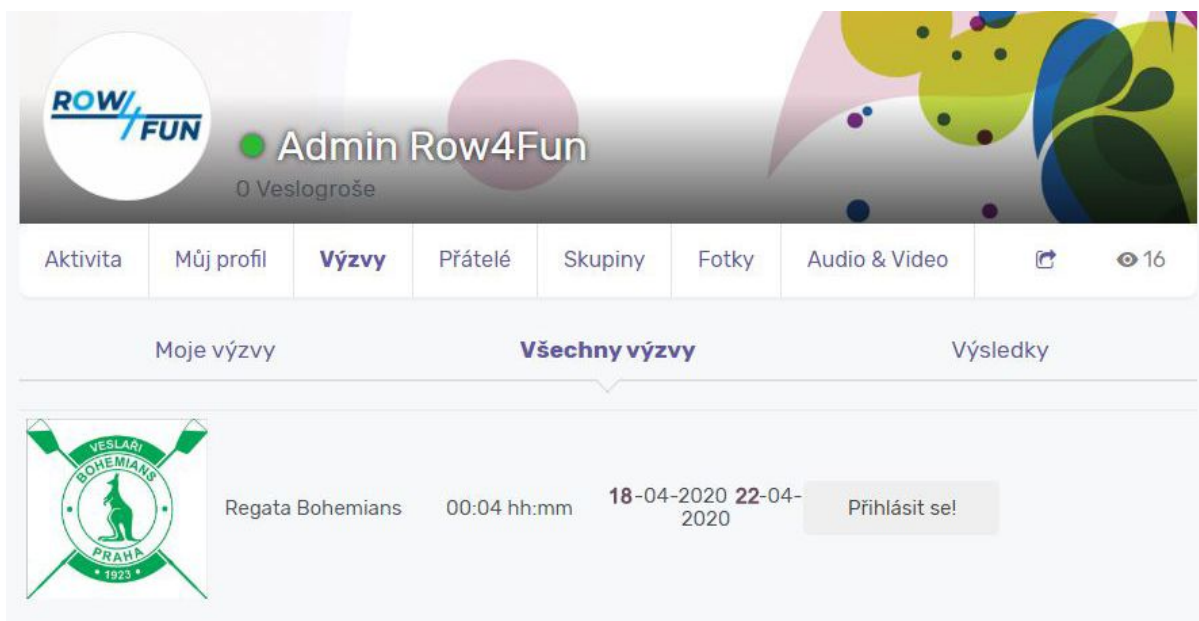 ROW
4
FUN
Admin Row4Fun
0 Veslogroše
Aktivita
Můj profil
Výzvy
Přátelé
Skupiny
Fotky
Audio & Video
16
Moje výzvy
Všechny výzvy
Výsledky
VESLAŘI
BOHEMIANS
PRAHA
• 1923 •
Regata Bohemians
00:04 hh:mm
18-04-2020 22-04-
2020
Přihlásit se!